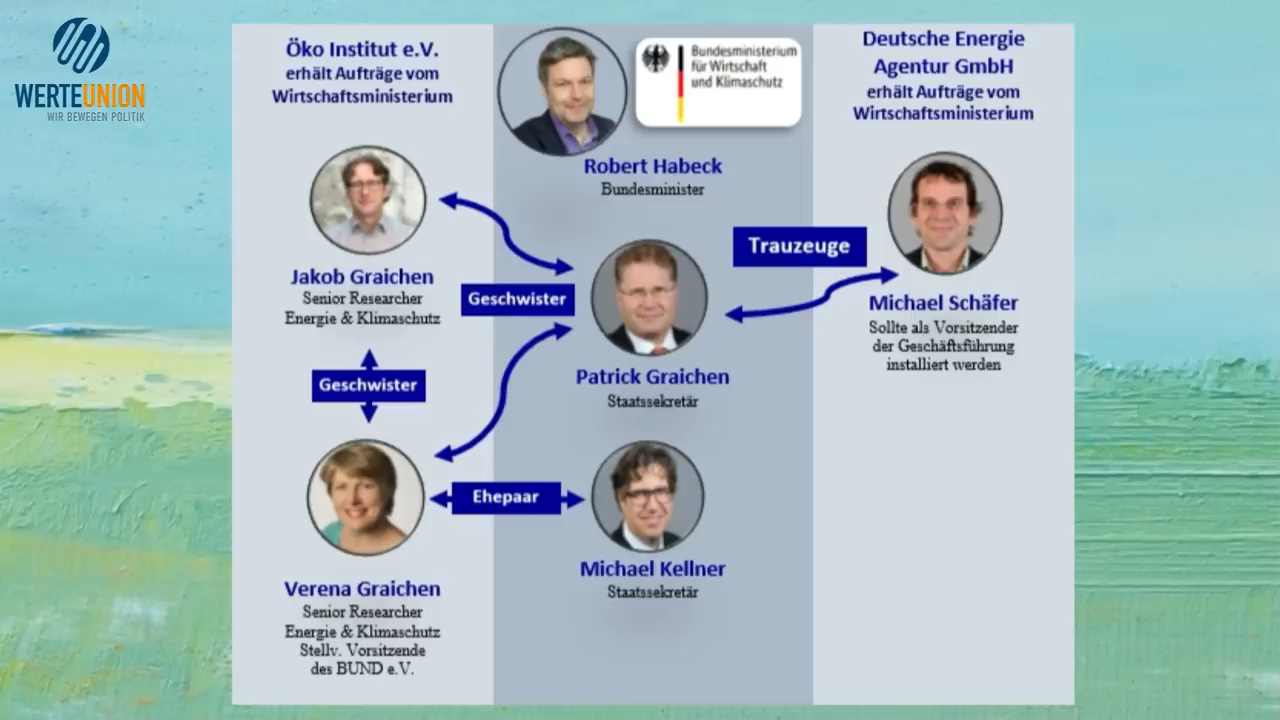 WERTEUNION
WIR BEWEGEN POLITIK
Öko Institut e.V.
erhält Aufträge vom
Wirtschaftsministerium
Jakob Graichen
Senior Researcher
Energie & Klimaschutz
Geschwister
Verena Graichen
Senior Researcher
Energie & Klimaschutz
Stellv. Vorsitzende
des BUND e.V.
Bundesministerium
für Wirtschaft
und Klimaschutz
Robert Habeck
Bundesminister
Geschwister
Patrick Graichen
Staatssekretär
Ehepaar
Michael Kellner
Staatssekretär
Deutsche Energie
Agentur GmbH
erhält Aufträge vom
Wirtschaftsministerium
Trauzeuge
Michael Schäfer
Sollte als Vorsitzender
der Geschäftsführung
installiert werden